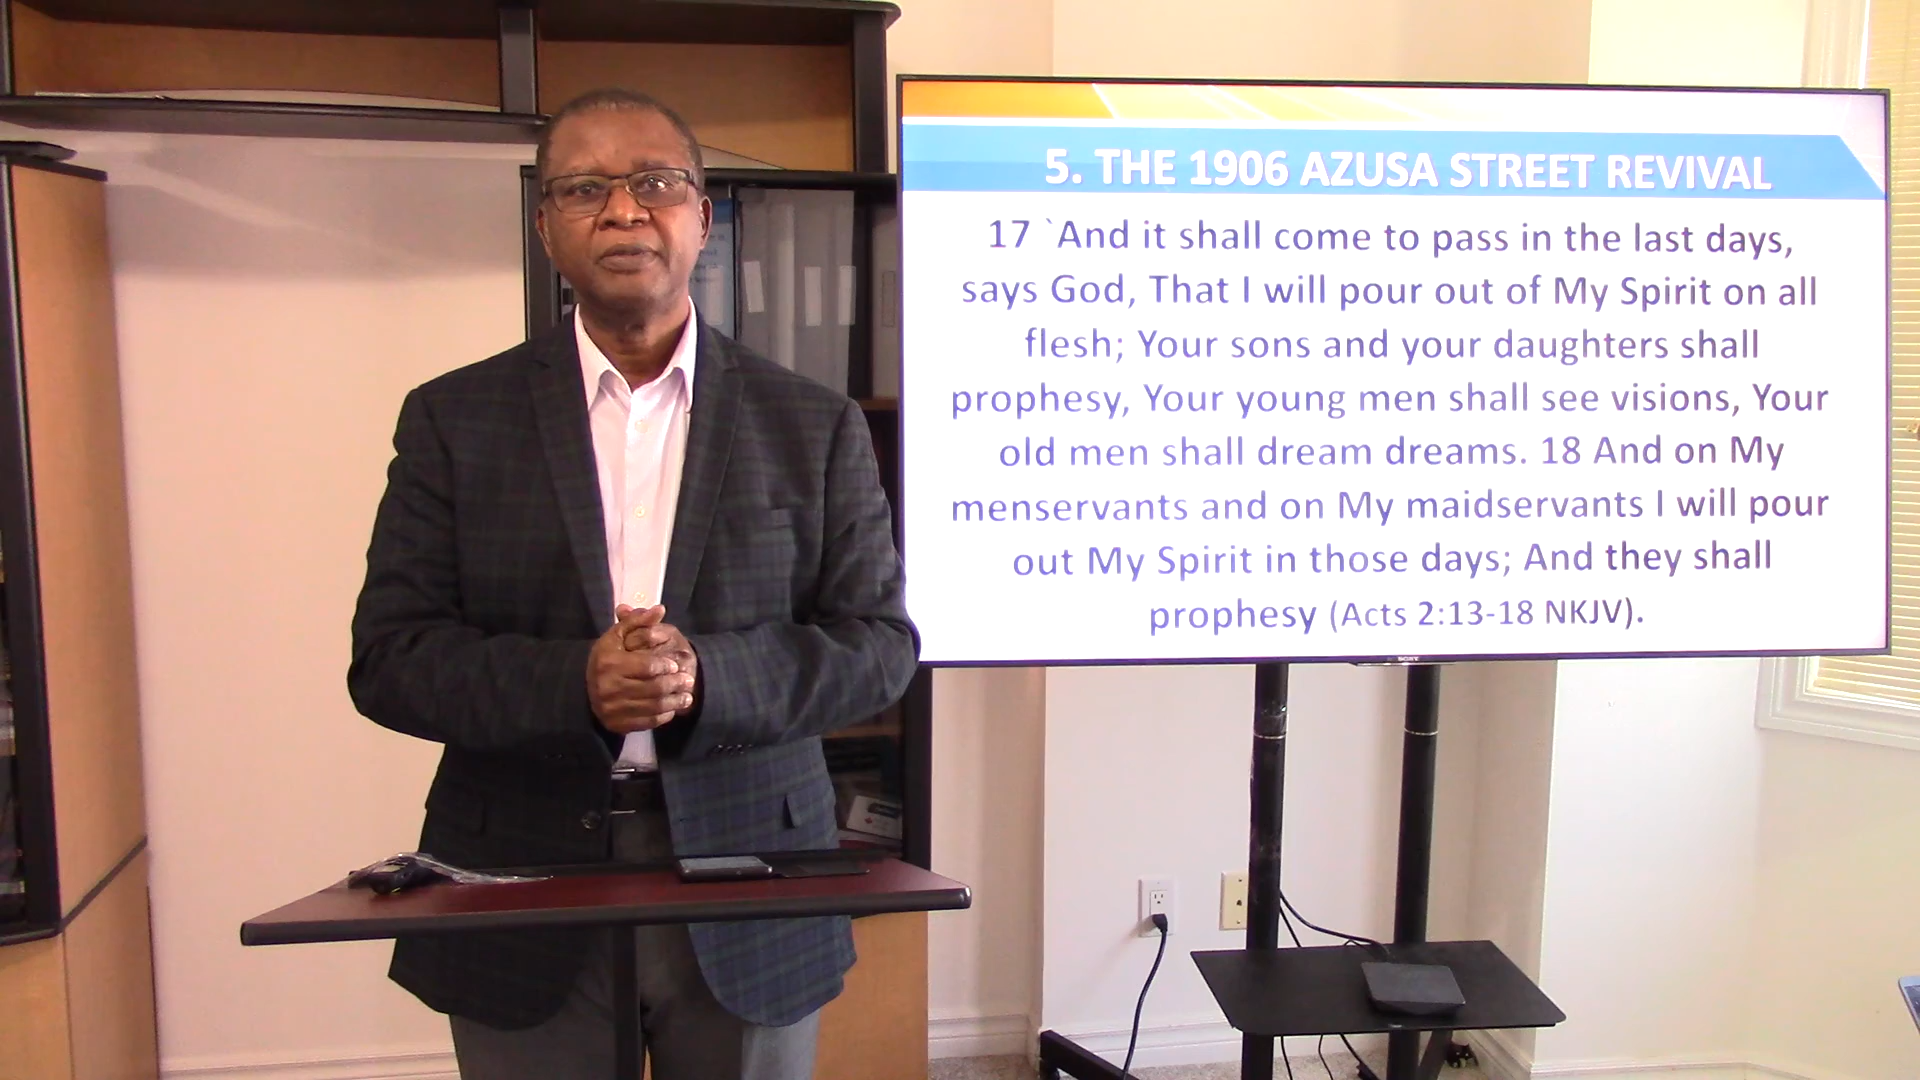 5. THE 1906 AZUSA STREET REVIVAL
17 `And it shall come to pass in the last days,
says God, That I will pour out of My Spirit on all
flesh; Your sons and your daughters shall
prophesy, Your young men shall see visions, Your
old men shall dream dreams. 18 And on My
menservants and on My maidservants I will pour
out My Spirit in those days; And they shall
prophesy (Acts 2:13-18 NKJV).
SONY